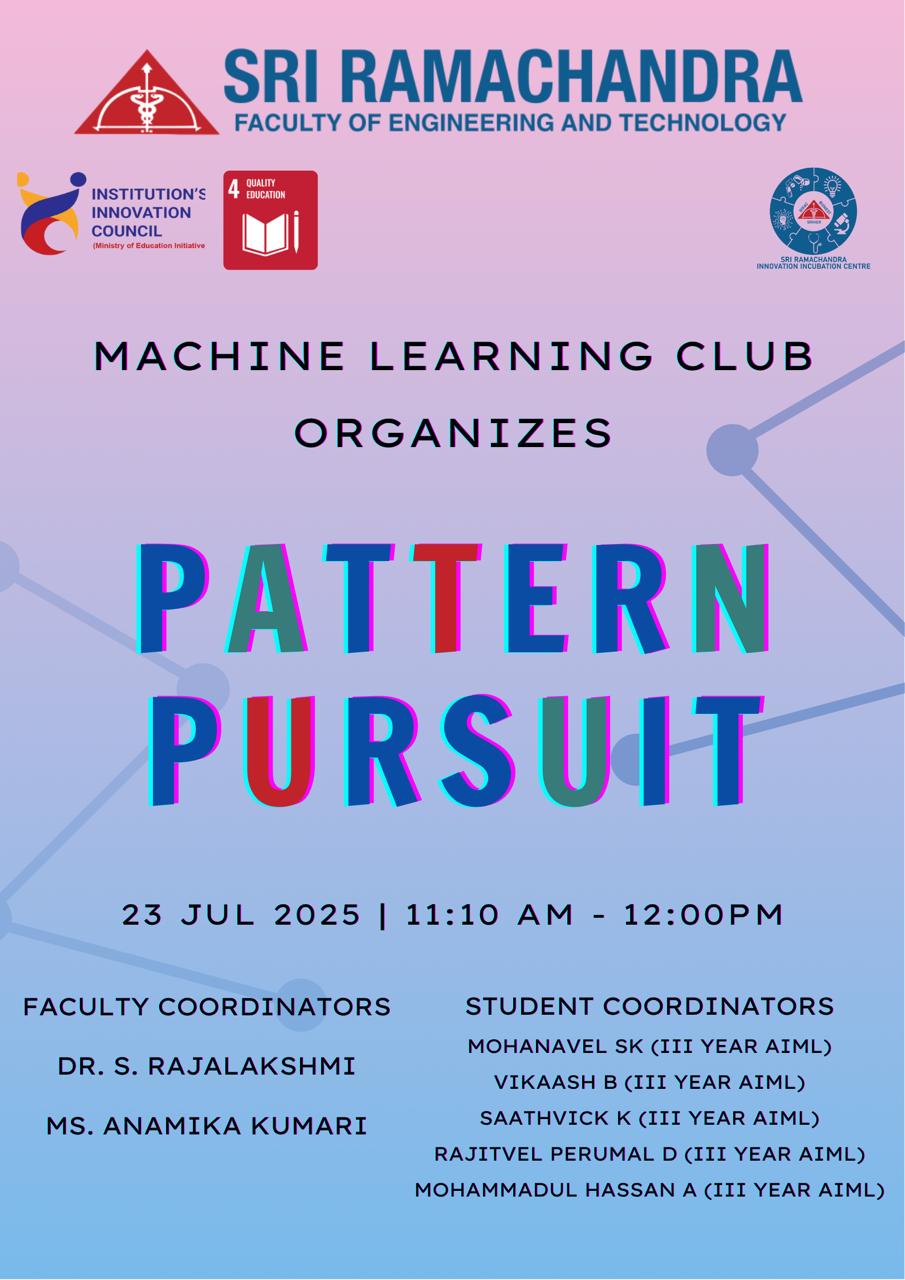 SRI RAMACHANDRA
FACULTY OF ENGINEERING AND TECHNOLOGY
INSTITUTION'S
INNOVATION
COUNCIL
(Ministry of Education Initiative
4 QUALITY
EDUCATION
SRI RAMACHANDRA
INNOVATION INCUBATION CENTRE
MACHINE LEARNING CLUB
ORGANIZES
PATTERN
PURSUIT
23 JUL 2025 | 11:10 AM - 12:00PM
FACULTY COORDINATORS
DR. S. RAJALAKSHMI
MS. ANAMIKA KUMARI
STUDENT COORDINATORS
MOHANAVEL SK (III YEAR AIML)
VIKAASH B (III YEAR AIML)
SAATHVICK K (III YEAR AIML)
RAJITVEL PERUMAL D (III YEAR AIML)
MOHAMMADUL HASSAN A (III YEAR AIML)